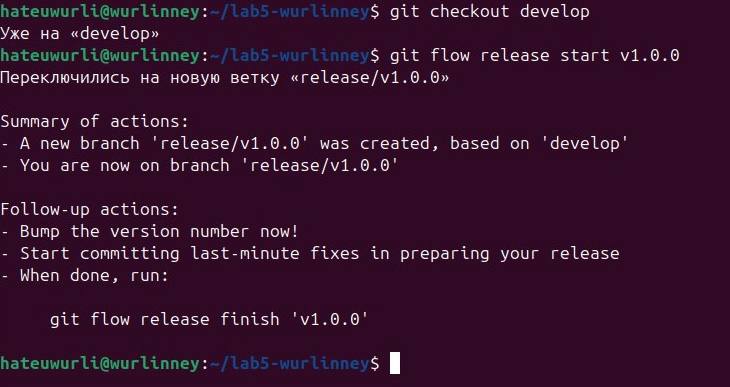 hateuwurli@wurlinney:~/lab5-wurlinney$ git checkout develop
Уже на «develop»
hateuwurli@wurlinney:~/lab5-wurlinney$ git flow release start v1.0.0
Переключились на новую ветку «release/v1.0.0»

Summary of actions:
- A new branch 'release/v1.0.0' was created, based on 'develop'
- You are now on branch 'release/v1.0.0'

Follow-up actions:
- Bump the version number now!
- Start committing last-minute fixes in preparing your release
- When done, run:

     git flow release finish 'v1.0.0'

hateuwurli@wurlinney:~/lab5-wurlinney$